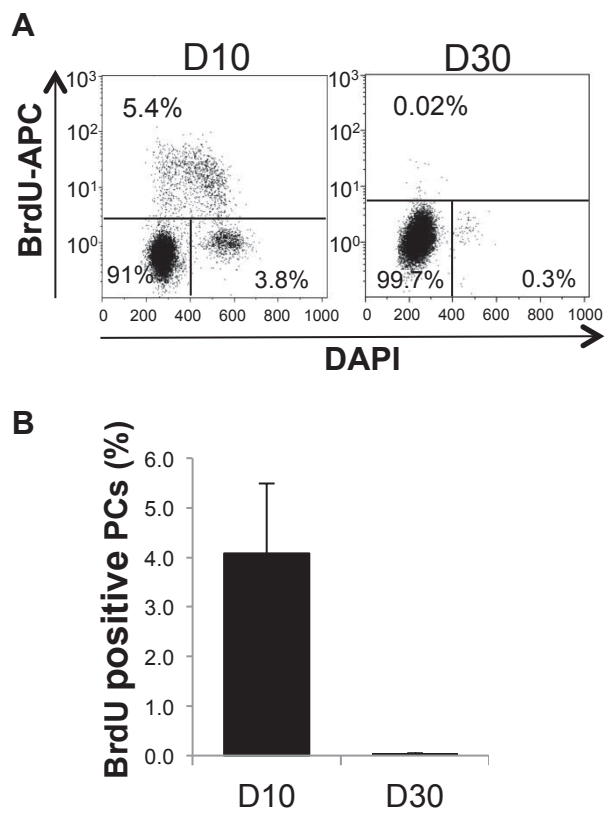 A
D10 D30
BrdU-APC
10³ 10³
5.4% 0.02%
10² 10²
10¹ 10¹
10⁰ 10⁰
91% 3.8% 99.7% 0.3%
0 200 400 600 800 1000 0 200 400 600 800 1000
DAPI
B
BrdU positive PCs (%)
6.0
5.0
4.0
3.0
2.0
1.0
0.0
D10 D30